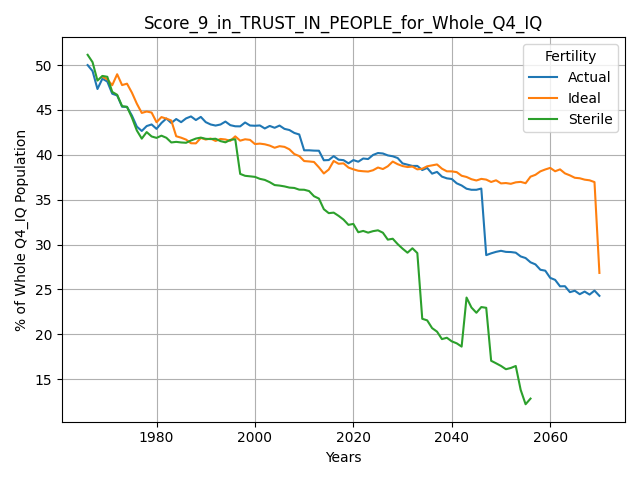 Score_9_in_TRUST_IN_PEOPLE_for_Whole_Q4_IQ
Fertility
Actual
Ideal
Sterile
% of Whole Q4_IQ Population
50
45
40
35
30
25
20
15
1980
2000
2020
2040
2060
Years